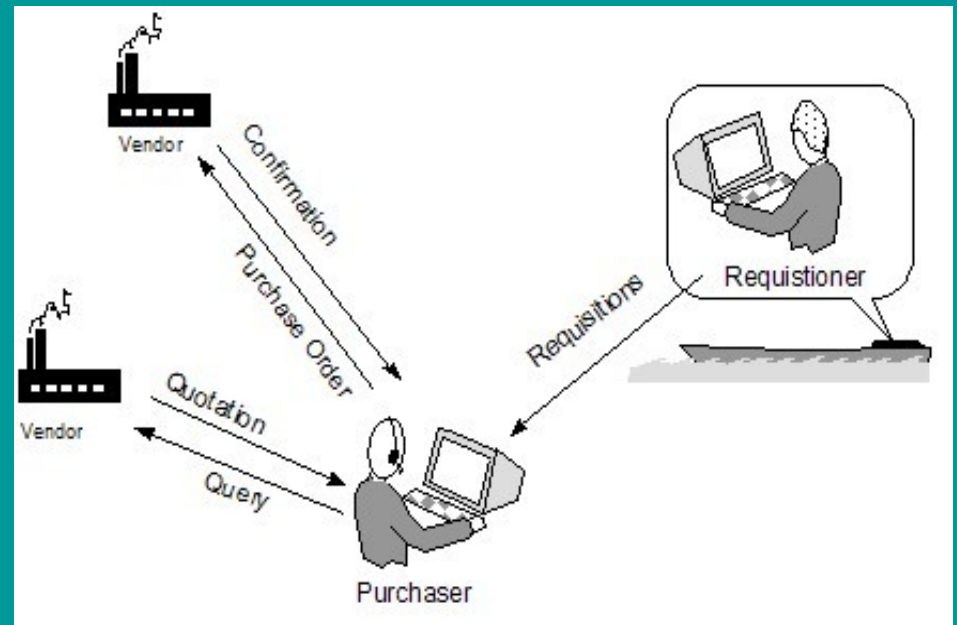 Vendor
Confirmation
Purchase Order
Requistioner
Requisitions
Vendor
Quotation
Query
Purchaser